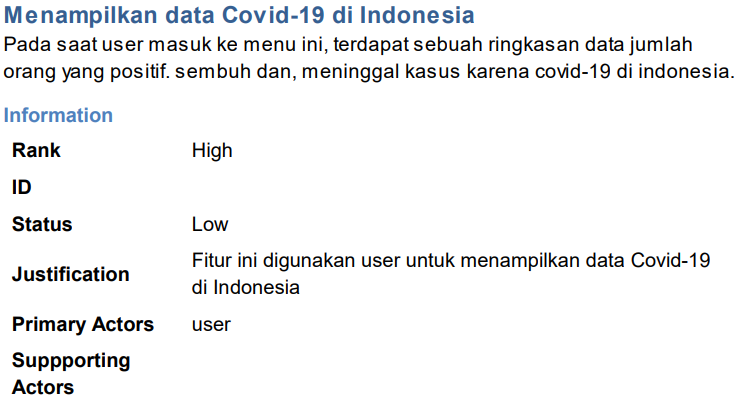 Menampilkan data Covid-19 di Indonesia
Pada saat user masuk ke menu ini, terdapat sebuah ringkasan data jumlah
orang yang positif. sembuh dan, meninggal kasus karena covid-19 di indonesia.
Information
Rank High
ID
Status Low
Justification Fitur ini digunakan user untuk menampilkan data Covid-19
di Indonesia
Primary Actors user
Suppporting
Actors